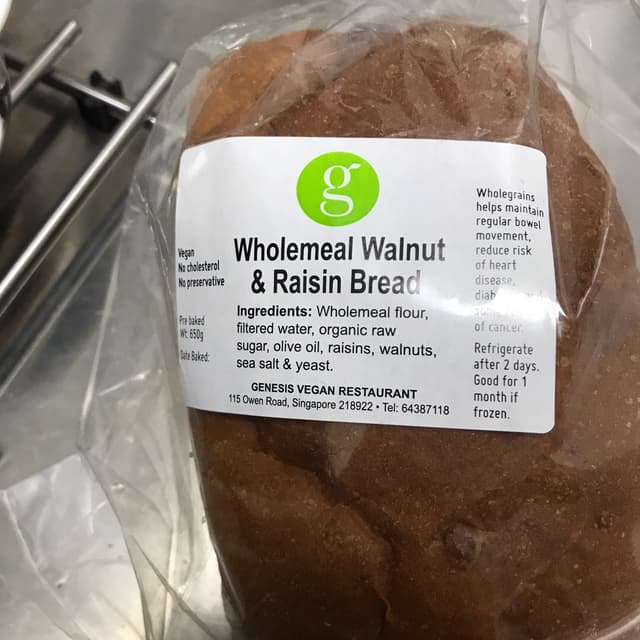 g
Vegan
No cholesterol
No preservative
Pre baked
Wt: 650g
Date Baked:
Wholemeal Walnut
& Raisin Bread
Ingredients: Wholemeal flour,
filtered water, organic raw
sugar, olive oil, raisins, walnuts,
sea salt & yeast.
GENESIS VEGAN RESTAURANT
115 Owen Road, Singapore 218922 • Tel: 64387118
Wholegrains
helps maintain
regular bowel
movement,
reduce risk
of heart
disease,
of cancer.
Refrigerate
after 2 days.
Good for 1
month if
frozen.